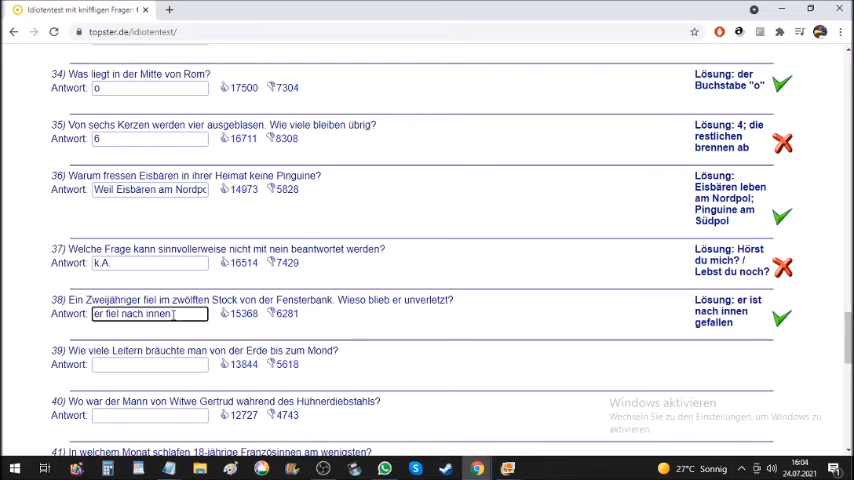 Idiotentest mit kniffligen Fragen
topster.de/idiotentest/
34) Was liegt in der Mitte von Rom?
Antwort: o 17500 7304
Lösung: der
Buchstabe "o"
35) Von sechs Kerzen werden vier ausgeblasen. Wie viele bleiben übrig?
Antwort: 6 16711 8308
Lösung: 4; die
restlichen
brennen ab
36) Warum fressen Eisbären in ihrer Heimat keine Pinguine?
Antwort: Weil Eisbären am Nordpo 14973 5828
Lösung:
Eisbären leben
am Nordpol;
Pinguine am
Südpol
37) Welche Frage kann sinnvollerweise nicht mit nein beantwortet werden?
Antwort: k.A. 16514 7429
Lösung: Hörst
du mich? /
Lebst du noch?
38) Ein Zweijähriger fiel im zwölften Stock von der Fensterbank. Wieso blieb er unverletzt?
Antwort: er fiel nach innen 15368 6281
Lösung: er ist
nach innen
gefallen
39) Wie viele Leitern bräuchte man von der Erde bis zum Mond?
Antwort: 13844 5618
40) Wo war der Mann von Witwe Gertrud während des Hühnerdiebstahls?
Antwort: 12727 4743
Windows aktivieren
Wechseln Sie zu den Einstellungen, um Windows zu
aktivieren.
41) In welchem Monat schlafen 18-jährige Französinnen am wenigsten?
27°C Sonnig
16:04
24.07.2021